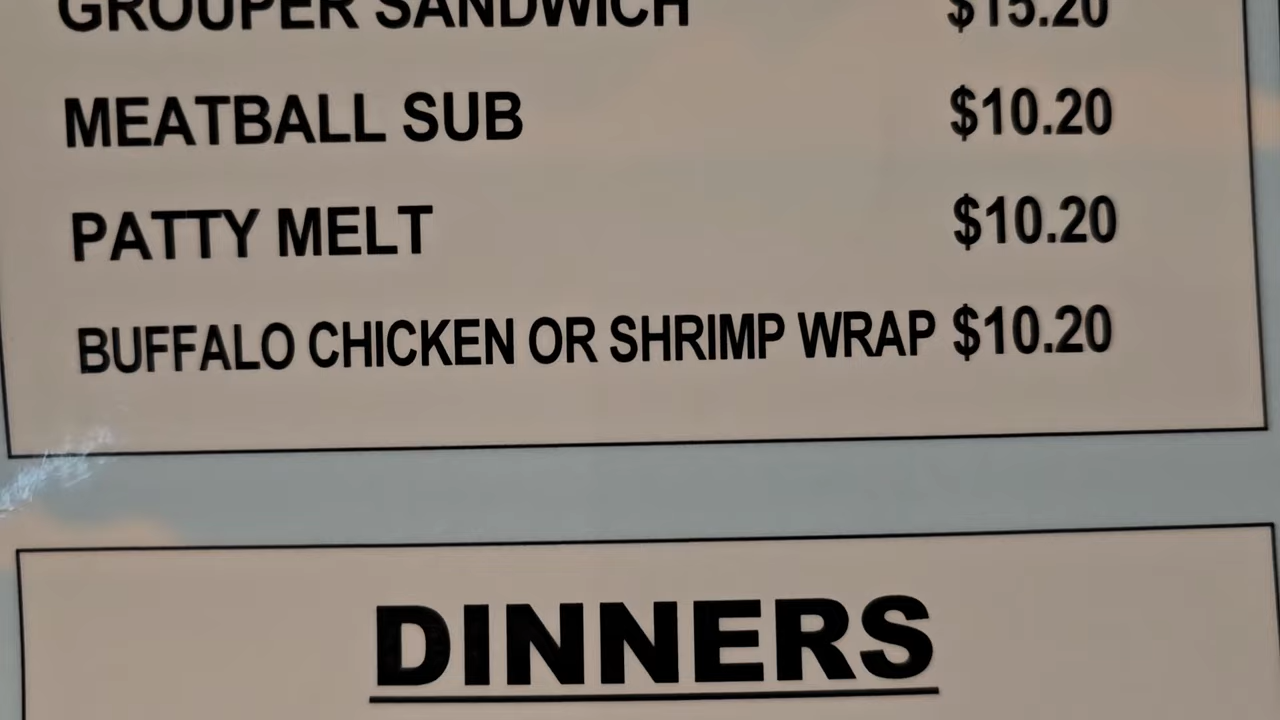 GROUPER SANDWICH $15.20
MEATBALL SUB $10.20
PATTY MELT $10.20
BUFFALO CHICKEN OR SHRIMP WRAP $10.20
DINNERS